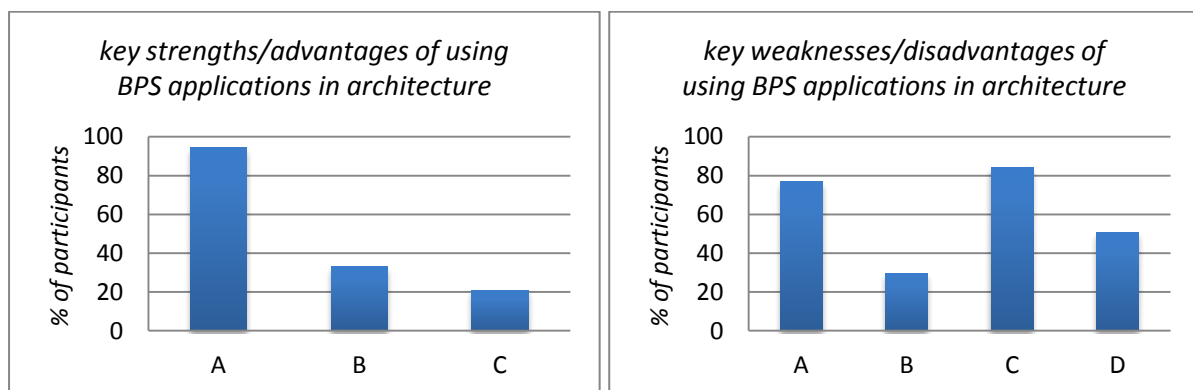 key strengths/advantages of using
BPS applications in architecture
% of participants
100
80
60
40
20
0
A B C
key weaknesses/disadvantages of
using BPS applications in architecture
% of participants
100
80
60
40
20
0
A B C D